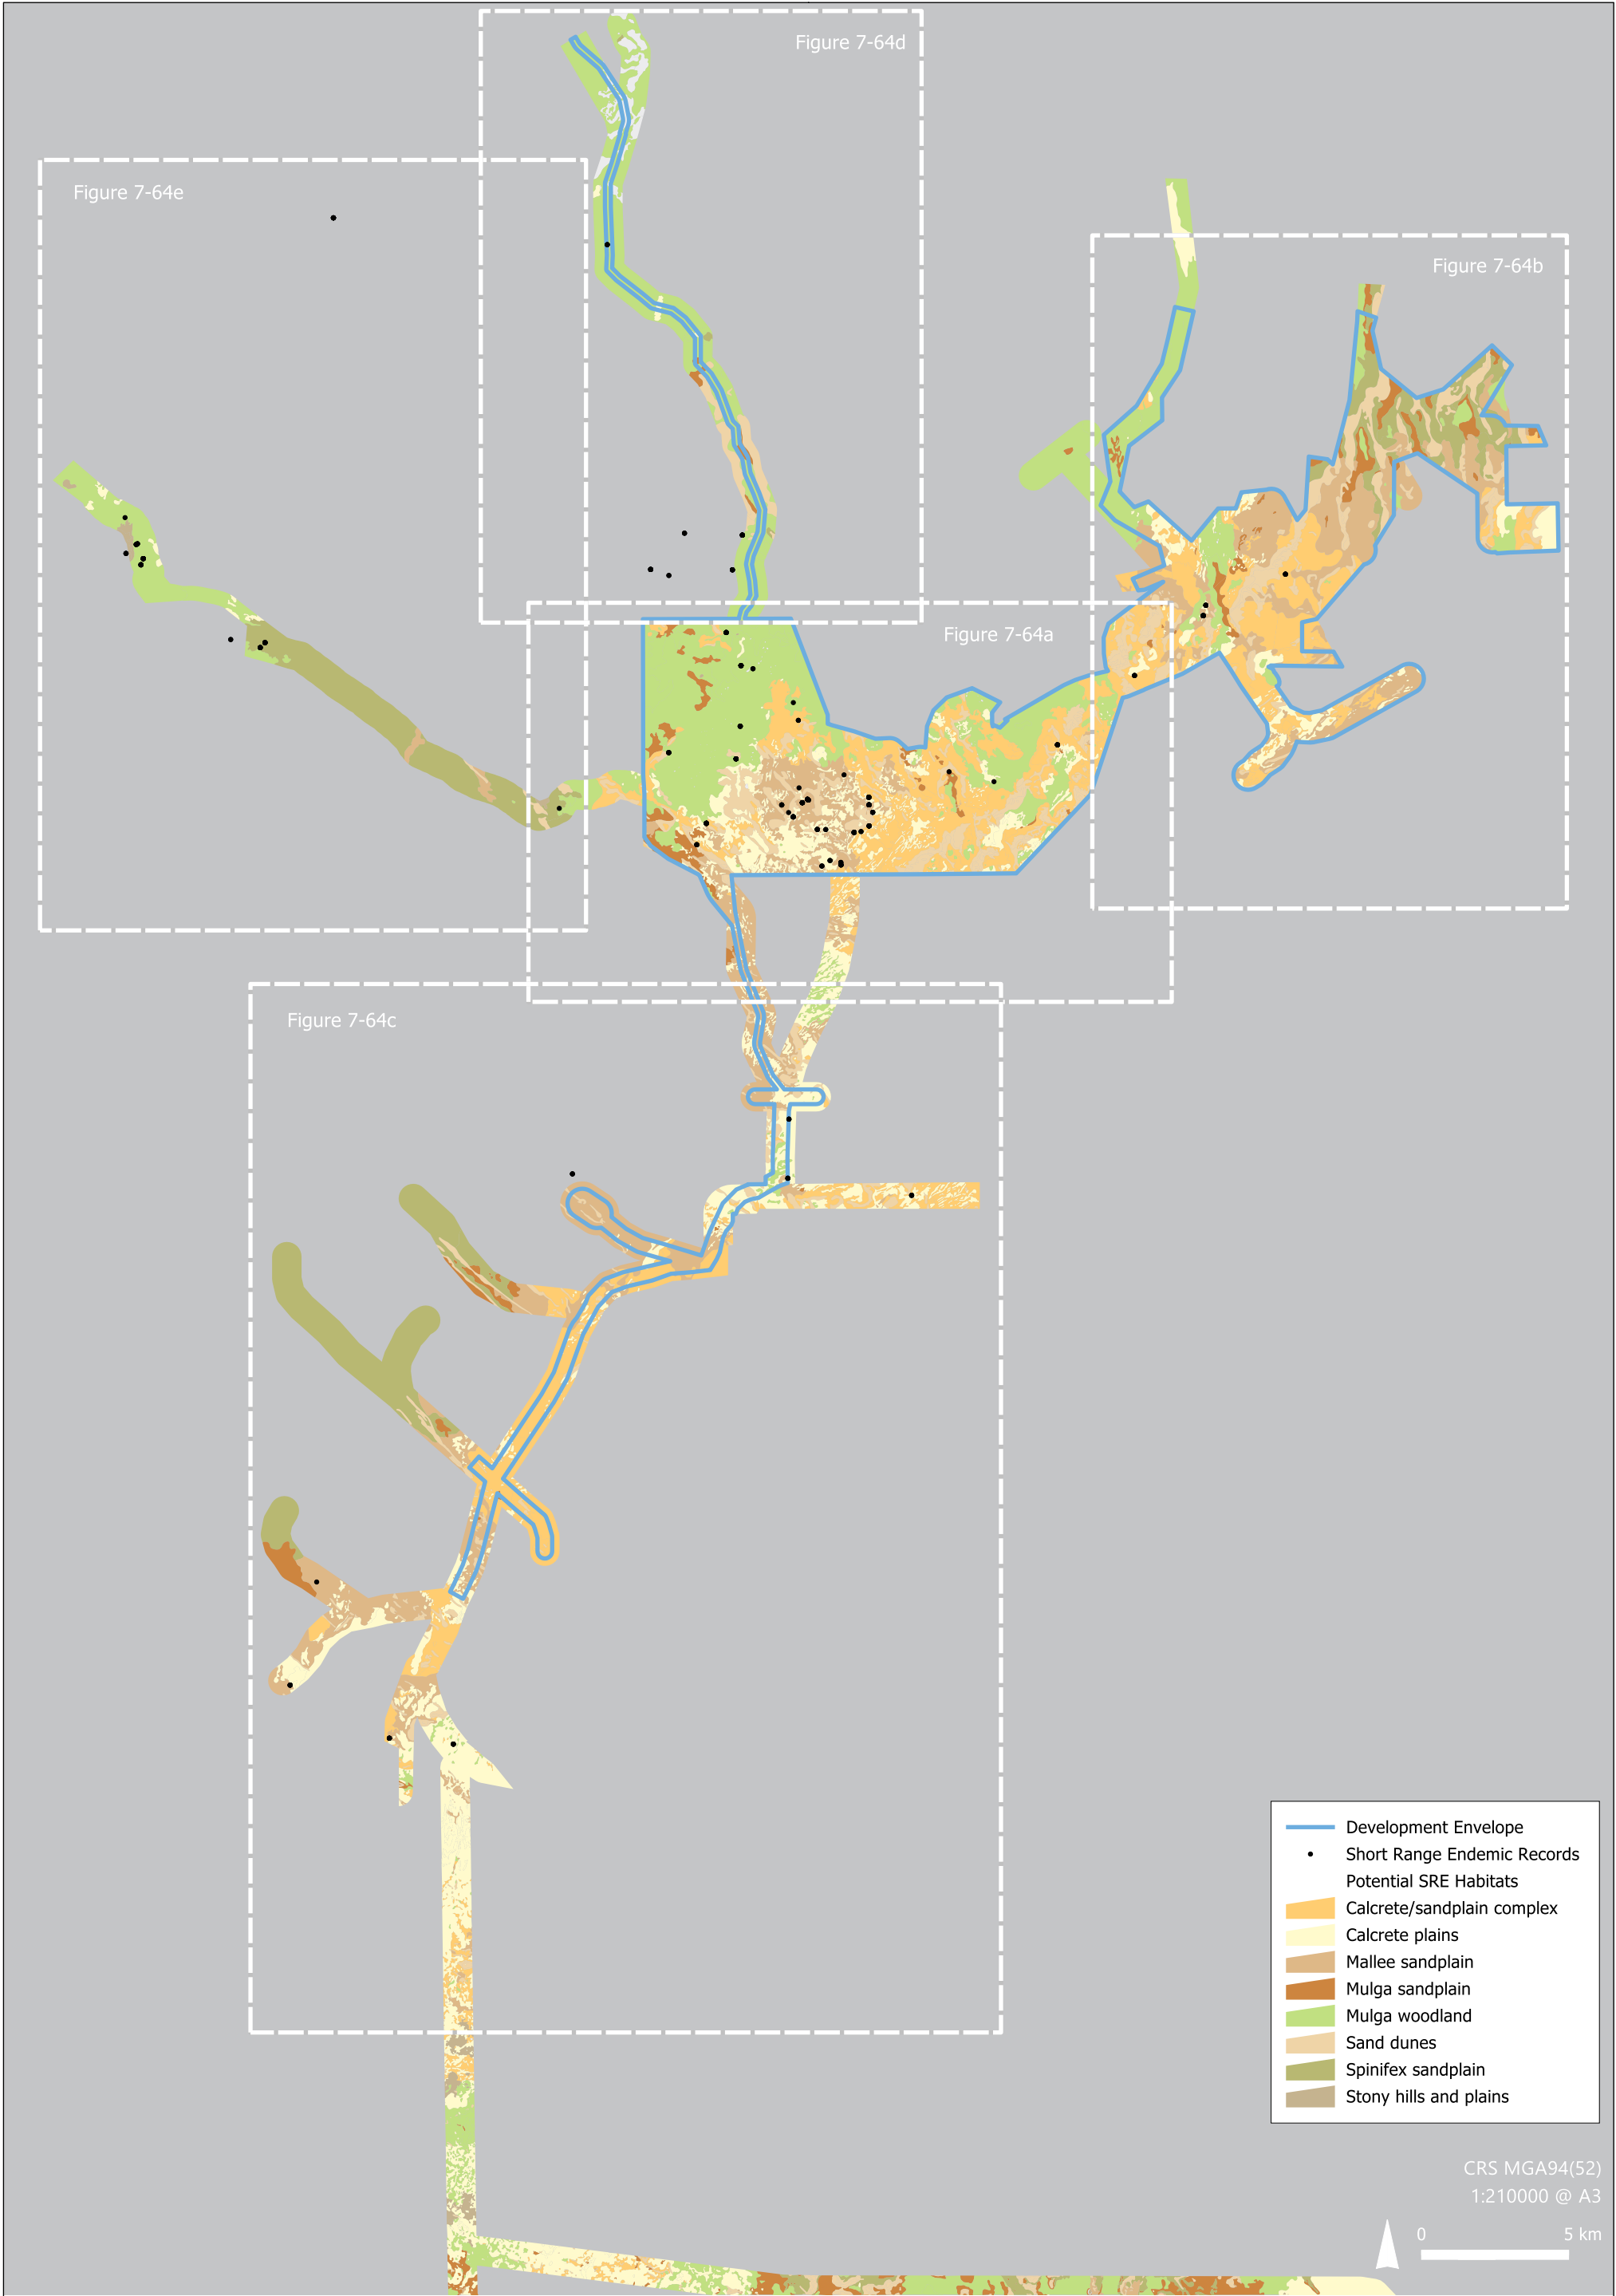 Figure 7-64d
Figure 7-64e
Figure 7-64b
Figure 7-64a
Figure 7-64c
Development Envelope
Short Range Endemic Records
Potential SRE Habitats
Calcrete/sandplain complex
Calcrete plains
Mallee sandplain
Mulga sandplain
Mulga woodland
Sand dunes
Spinifex sandplain
Stony hills and plains
CRS MGA94(52)
1:210000 @ A3
0 5 km